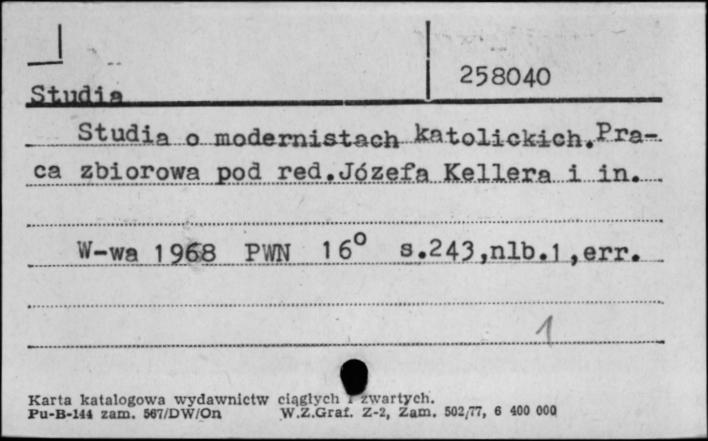 258040
Studia
Studia o modernistach katolickich.Pra-
ca zbiorowa pod red.Józefa Kellera i in.
W-wa 1968 PWN 16° s.243,nlb.1,err.
1
Karta katalogowa wydawnictw ciągłych i zwartych.
Pu-B-144 zam. 567/DW/On W.Z.Graf. Z-2, Zam. 502/77, 6 400 000